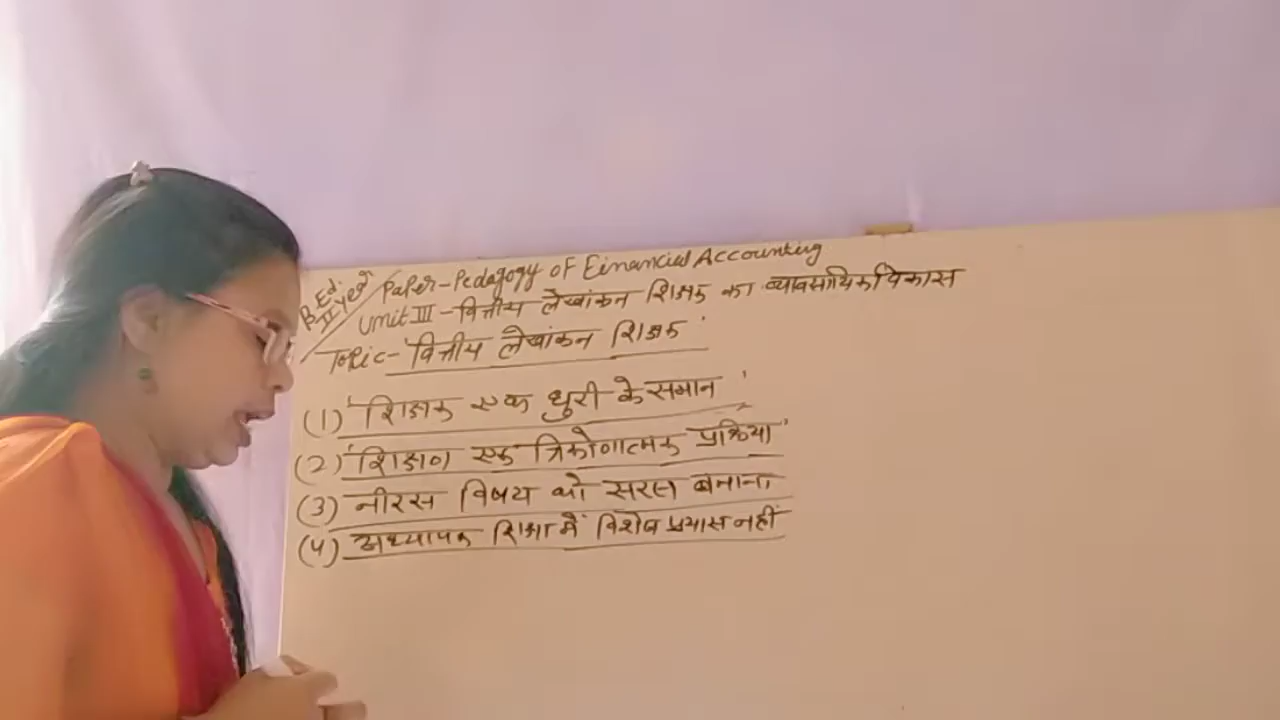 B.Ed. II year
Paper-Pedagogy of Financial Accounting
Unit III - वित्तीय लेखांकन शिक्षक का व्यावसायिक विकास
Topic- 'वित्तीय लेखांकन शिक्षक'
(1) 'शिक्षक एक धुरी के समान'
(2) 'शिक्षण एक त्रिकोणात्मक प्रक्रिया'
(3) नीरस विषय को सरस बनाना
(4) अध्यापक शिक्षा में विशेष प्रयास नहीं